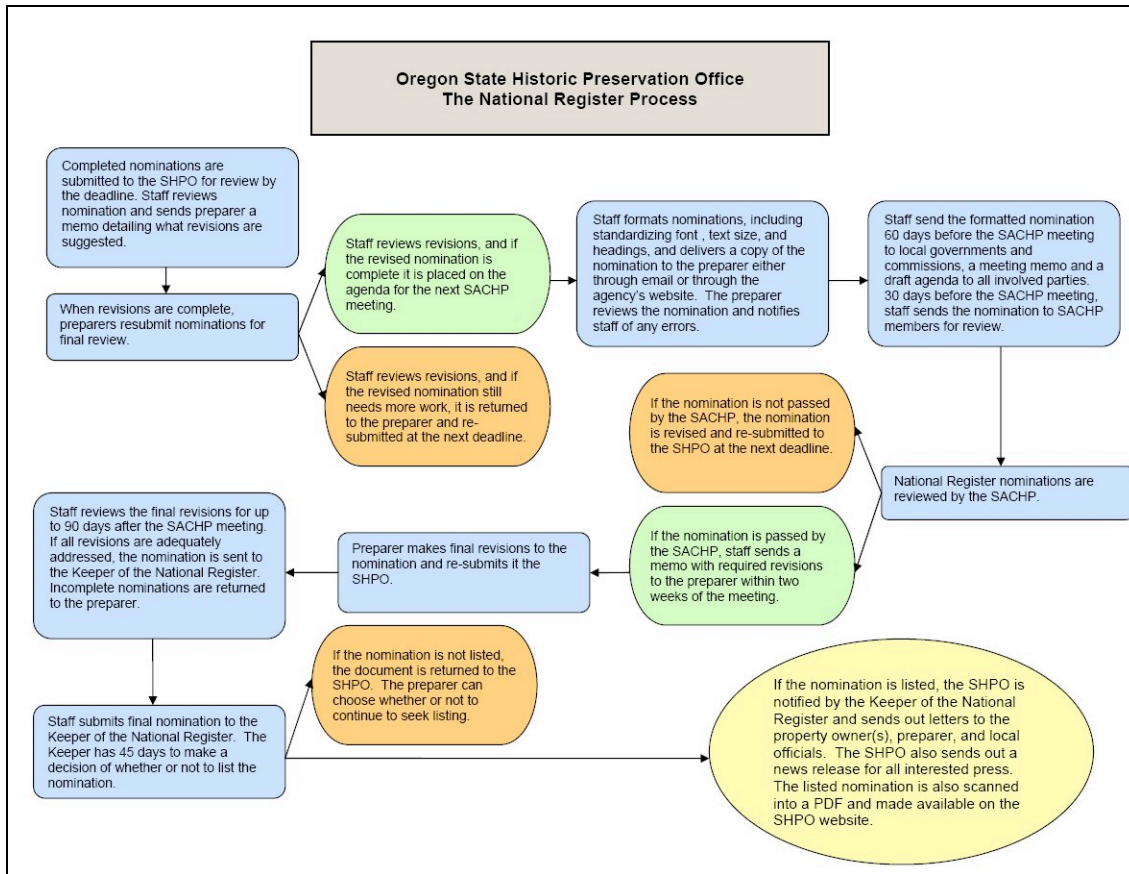 Oregon State Historic Preservation Office
The National Register Process
Completed nominations are
submitted to the SHPO for review by
the deadline. Staff reviews
nomination and sends preparer a
memo detailing what revisions are
suggested.
When revisions are complete,
preparers resubmit nominations for
final review.
Staff reviews revisions, and if
the revised nomination is
complete it is placed on the
agenda for the next SACHP
meeting.
Staff reviews revisions, and if
the revised nomination still
needs more work, it is returned
to the preparer and re-
submitted at the next deadline.
Staff formats nominations, including
standardizing font , text size, and
headings, and delivers a copy of the
nomination to the preparer either
through email or through the
agency's website. The preparer
reviews the nomination and notifies
staff of any errors.
Staff send the formatted nomination
60 days before the SACHP meeting
to local governments and
commissions, a meeting memo and a
draft agenda to all involved parties.
30 days before the SACHP meeting,
staff sends the nomination to SACHP
members for review.
National Register nominations are
reviewed by the SACHP.
If the nomination is not passed
by the SACHP, the nomination
is revised and re-submitted to
the SHPO at the next deadline.
If the nomination is passed by
the SACHP, staff sends a
memo with required revisions
to the preparer within two
weeks of the meeting.
Preparer makes final revisions to the
nomination and re-submits it the
SHPO.
Staff reviews the final revisions for up
to 90 days after the SACHP meeting.
If all revisions are adequately
addressed, the nomination is sent to
the Keeper of the National Register.
Incomplete nominations are returned
to the preparer.
Staff submits final nomination to the
Keeper of the National Register. The
Keeper has 45 days to make a
decision of whether or not to list the
nomination.
If the nomination is not listed,
the document is returned to the
SHPO. The preparer can
choose whether or not to
continue to seek listing.
If the nomination is listed, the SHPO is
notified by the Keeper of the National
Register and sends out letters to the
property owner(s), preparer, and local
officials. The SHPO also sends out a
news release for all interested press.
The listed nomination is also scanned
into a PDF and made available on the
SHPO website.